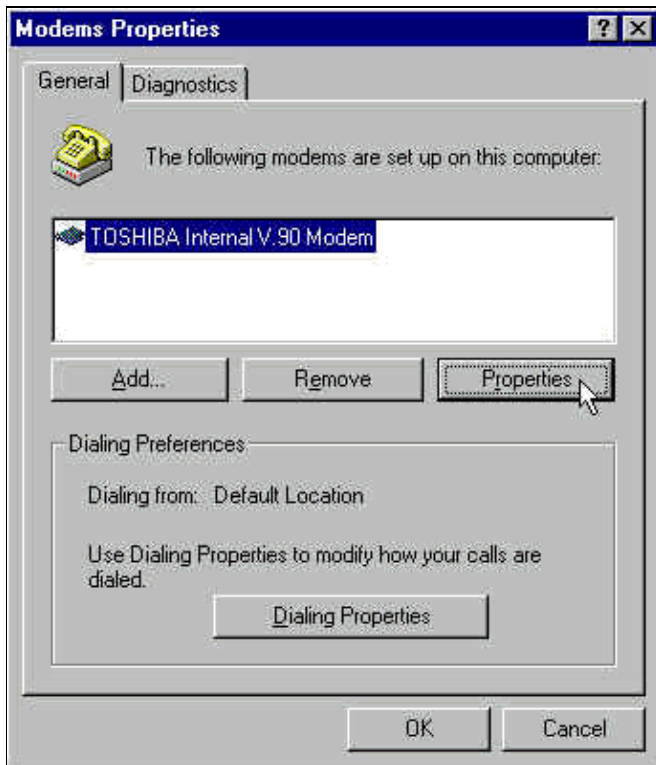 Modems Properties
General
Diagnostics
The following modems are set up on this computer:
TOSHIBA Internal V.90 Modem
Add...
Remove
Properties
Dialing Preferences
Dialing from: Default Location
Use Dialing Properties to modify how your calls are
dialed.
Dialing Properties
OK
Cancel